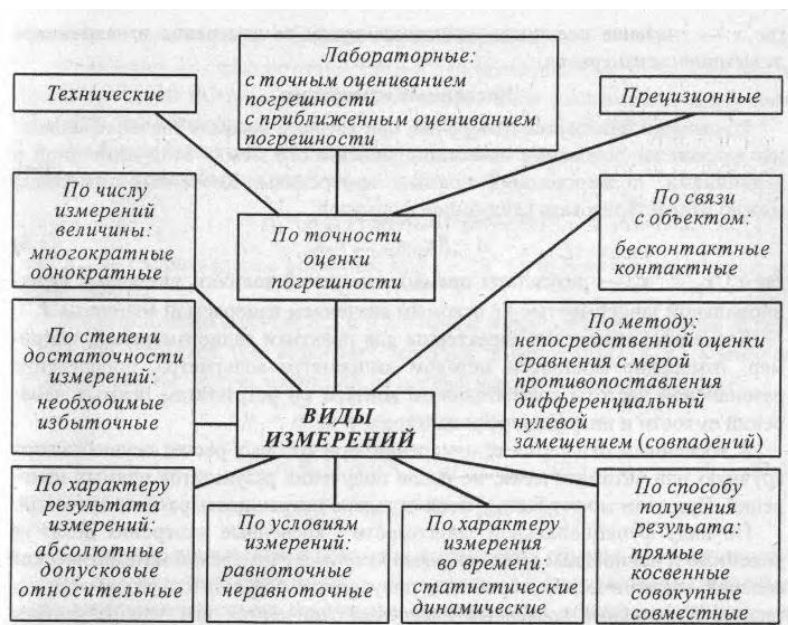 Лабораторные:
с точным оцениванием
погрешности
с приближенным оцениванием
погрешности
Технические
Прецизионные
По числу
измерений
величины:
многократные
однократные
По точности
оценки
погрешности
По связи
с объектом:
бесконтактные
контактные
По степени
достаточности
измерений:
необходимые
избыточные
По методу:
непосредственной оценки
сравнения с мерой
противопоставления
дифференциальный
нулевой
замещением (совпадений)
ВИДЫ
ИЗМЕРЕНИЙ
По характеру
результата
измерений:
абсолютные
допусковые
относительные
По условиям
измерений:
равноточные
неравноточные
По характеру
измерения
во времени:
статистические
динамические
По способу
получения
резульата:
прямые
косвенные
совокупные
совместные